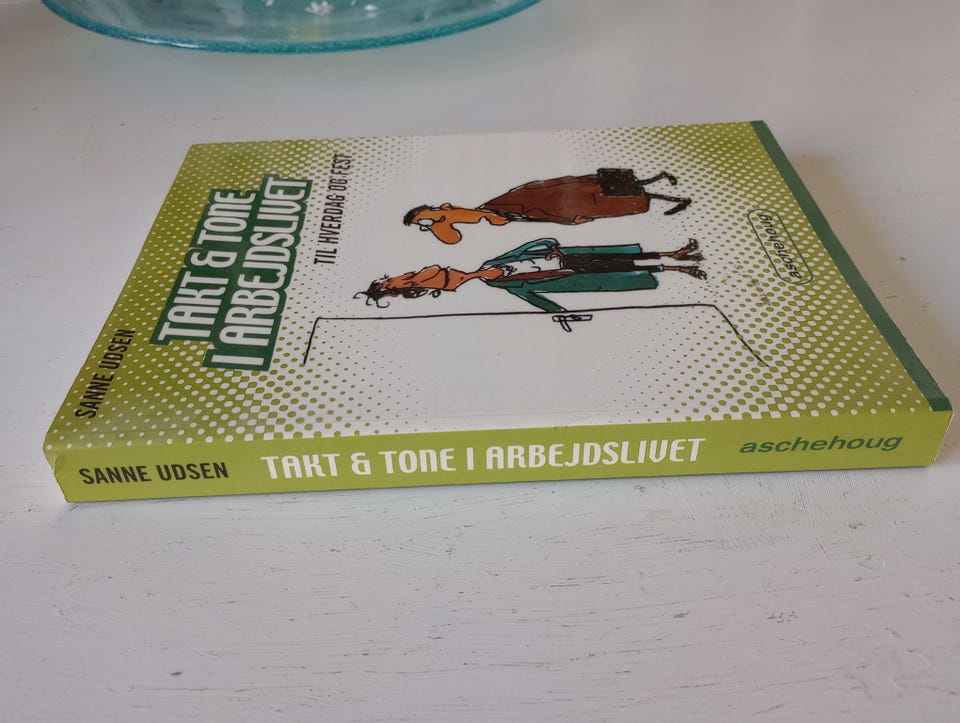 SANNE UDSEN
TAKT & TONE
I ARBEJDSLIVET
TIL HVERDAG OG FEST
aschehoug
SANNE UDSEN TAKT & TONE I ARBEJDSLIVET aschehoug